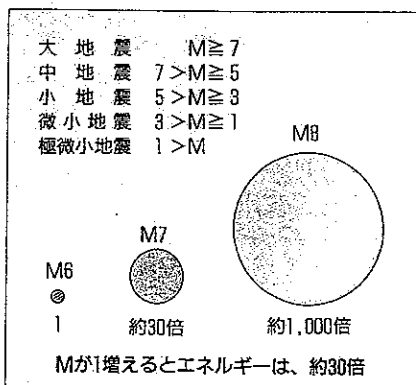 大地震 M≧7
中地震 7>M≧5
小地震 5>M≧3
微小地震 3>M≧1
極微小地震 1>M
M8
M7
M6
1
約30倍
約1,000倍
Mが1増えるとエネルギーは、約30倍